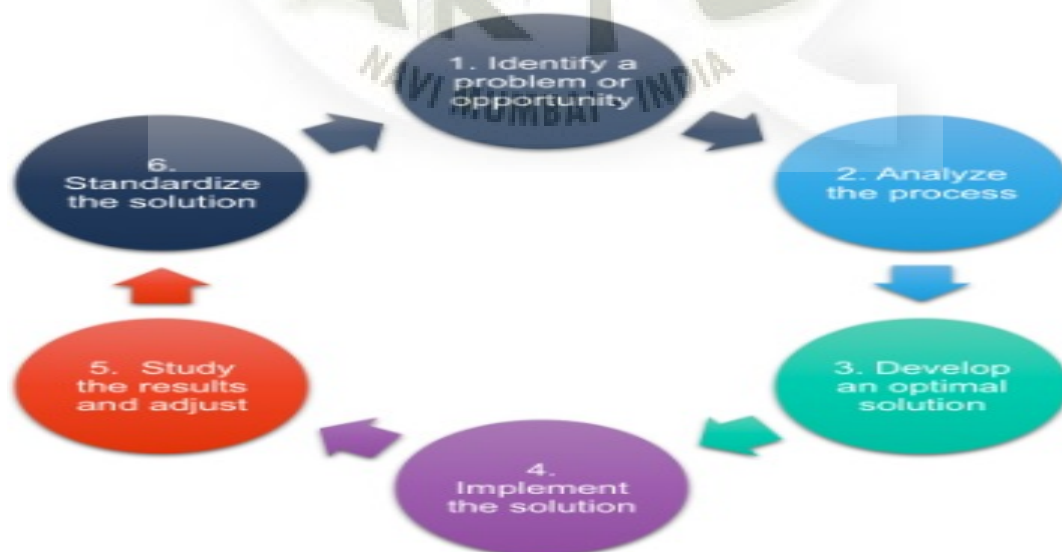 1. Identify a
problem or
opportunity
2. Analyze
the process
3. Develop
an optimal
solution
4.
Implement
the solution
5. Study
the results
and adjust
6.
Standardize
the solution
NAVI MUMBAI INDIA